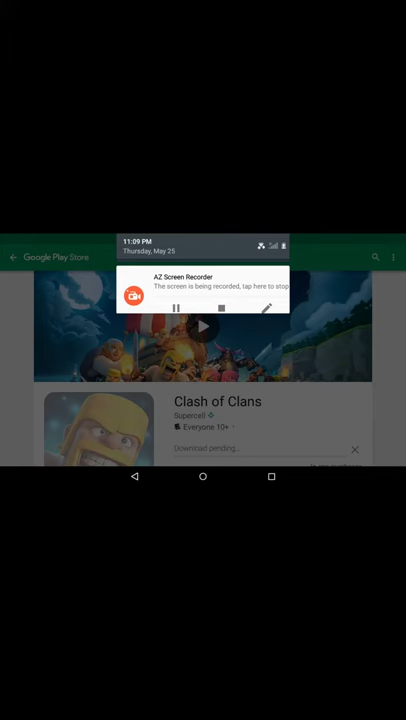 11:09 PM
Thursday, May 25
Google Play Store
AZ Screen Recorder
The screen is being recorded, tap here to stop
Clash of Clans
Supercell
Everyone 10+
Download pending...